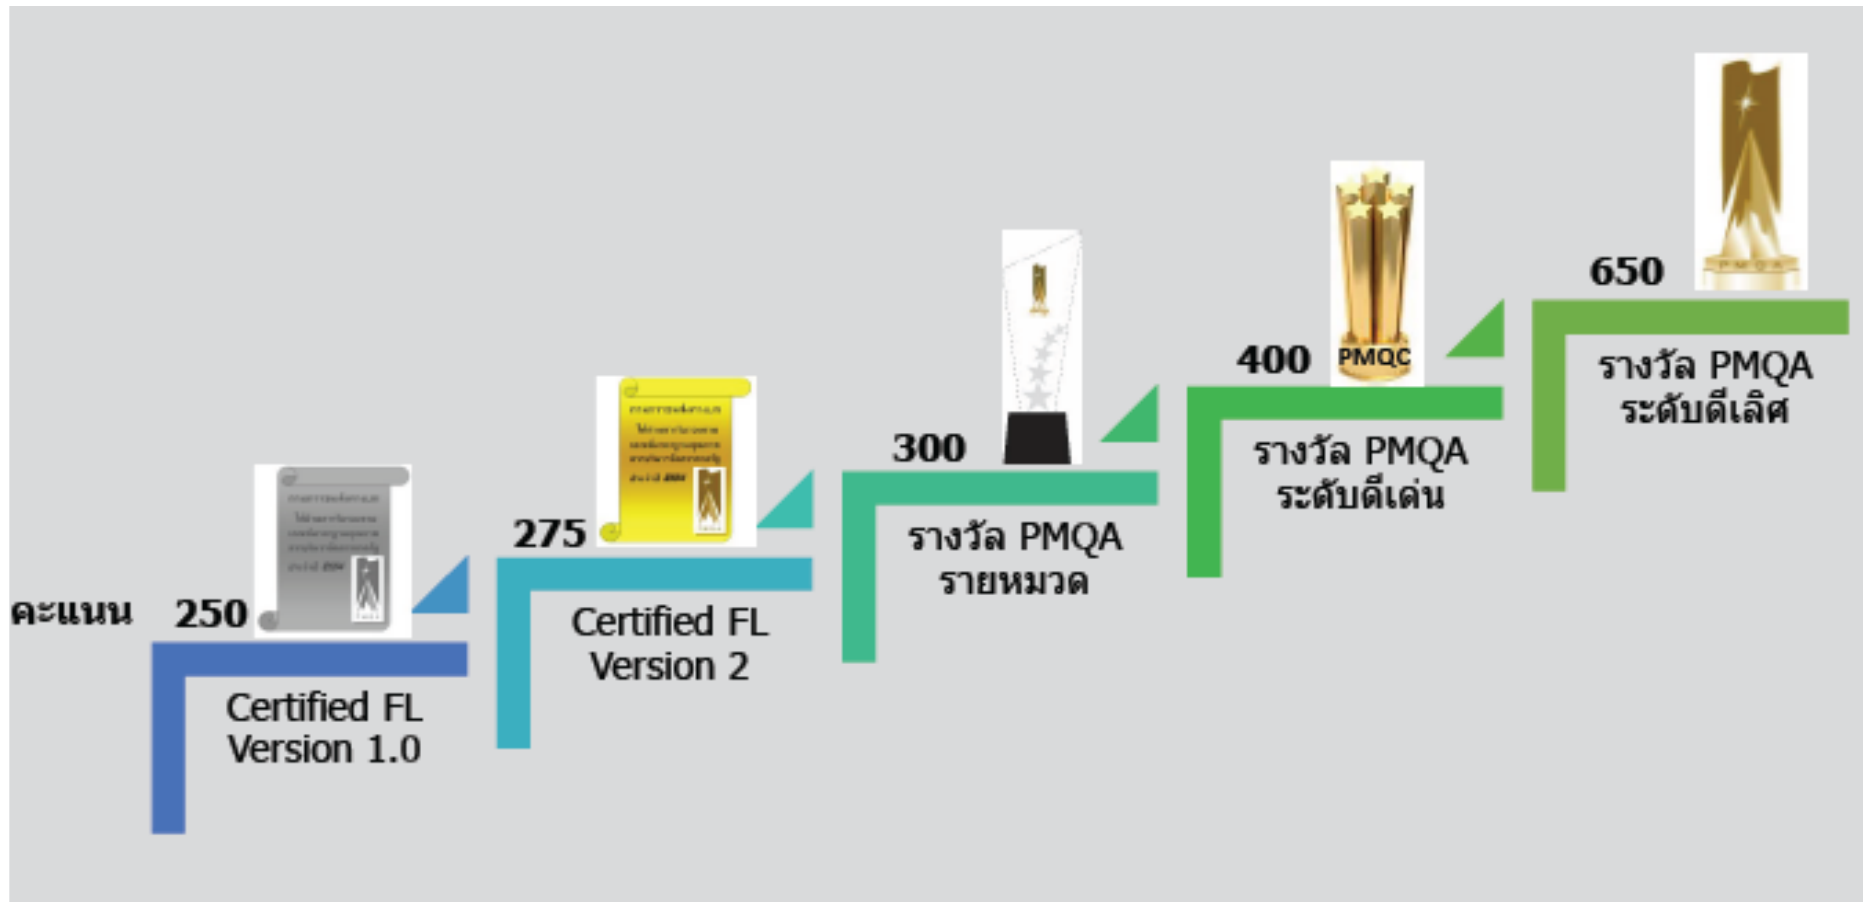 คะแนน
250
Certified FL
Version 1.0
275
Certified FL
Version 2
300
รางวัล PMQA
รายหมวด
PMQC
400
รางวัล PMQA
ระดับดีเด่น
PMQA
650
รางวัล PMQA
ระดับดีเลิศ